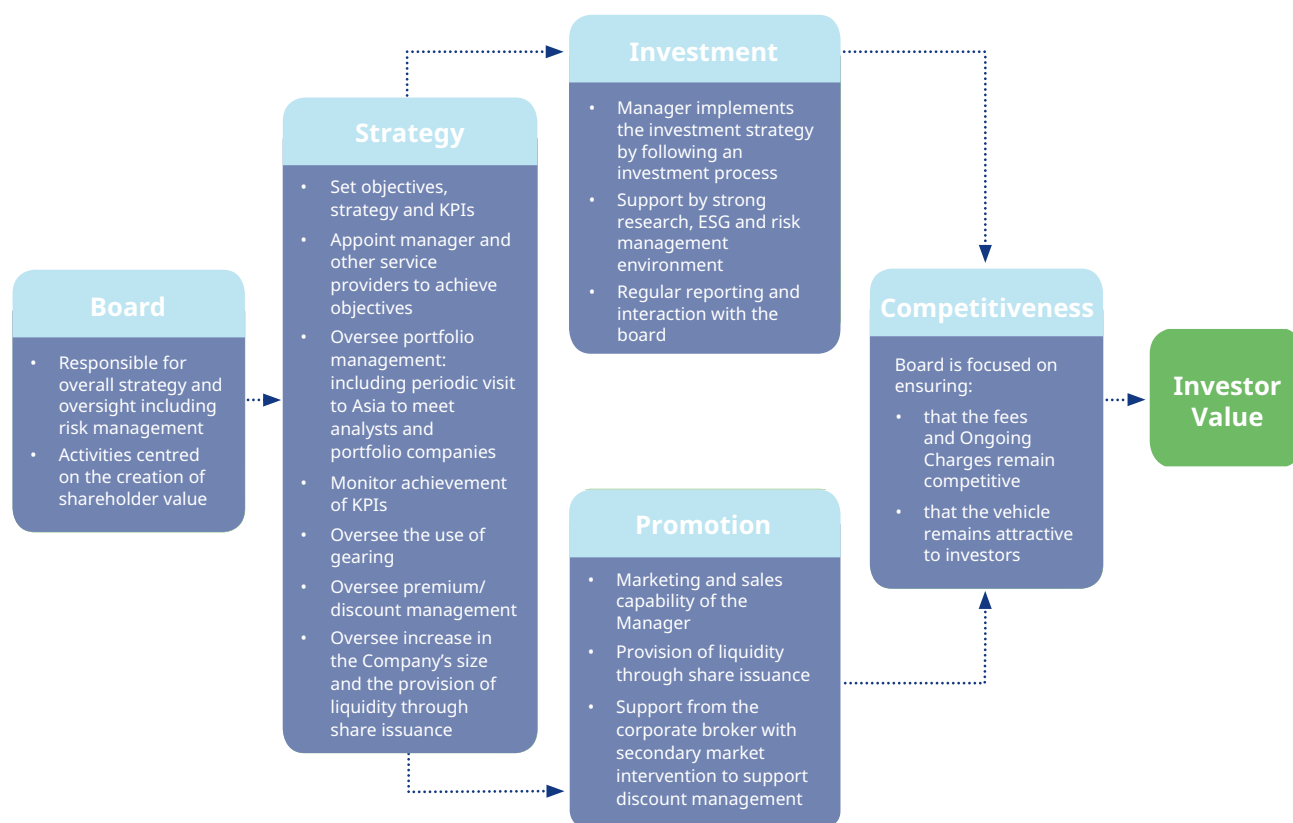 Board
• Responsible for
overall strategy and
oversight including
risk management
• Activities centred
on the creation of
shareholder value
Strategy
• Set objectives,
strategy and KPIs
• Appoint manager and
other service
providers to achieve
objectives
• Oversee portfolio
management:
including periodic visit
to Asia to meet
analysts and
portfolio companies
• Monitor achievement
of KPIs
• Oversee the use of
gearing
• Oversee premium/
discount management
• Oversee increase in
the Company’s size
and the provision of
liquidity through
share issuance
Investment
• Manager implements
the investment strategy
by following an
investment process
• Support by strong
research, ESG and risk
management
environment
• Regular reporting and
interaction with the
board
Promotion
• Marketing and sales
capability of the
Manager
• Provision of liquidity
through share issuance
• Support from the
corporate broker with
secondary market
intervention to support
discount management
Competitiveness
Board is focused on
ensuring:
• that the fees
and Ongoing
Charges remain
competitive
• that the vehicle
remains attractive
to investors
Investor
Value